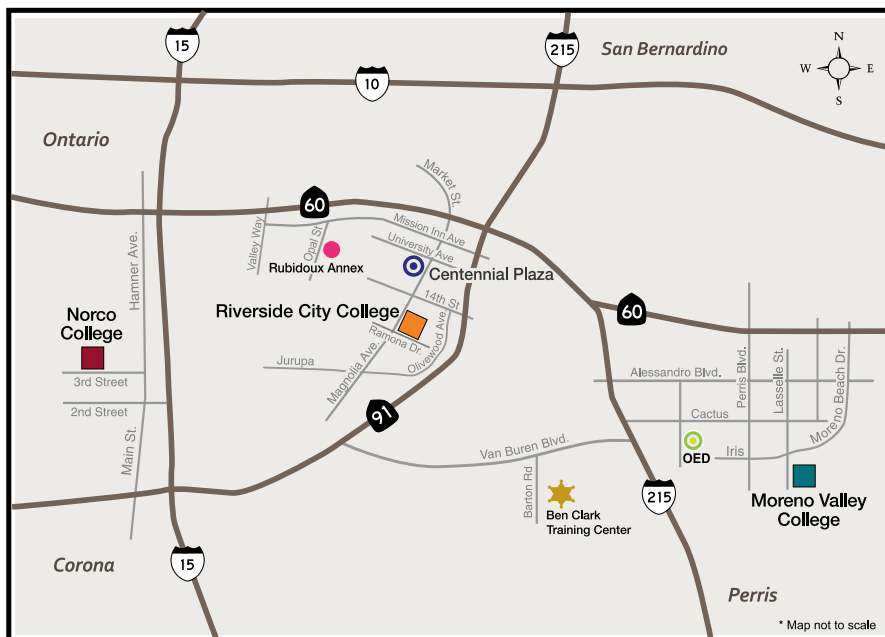 15
215
San Bernardino
N
W
E
S
10
Ontario
Market St.
60
Mission Inn Ave
Valley Way
Opal St
University Ave
Hamner Ave.
Rubidoux Annex
Centennial Plaza
14th St
Norco
College
Riverside City College
60
Ramona Dr.
Olivewood Ave
Perris Blvd.
Lasselle St.
Moreno Beach Dr.
Jurupa
Magnolia Ave.
3rd Street
Alessandro Blvd.
2nd Street
91
Cactus
Main St.
Van Buren Blvd.
Iris
OED
Barton Rd
215
Moreno Valley
College
Ben Clark
Training Center
Corona
15
Perris
* Map not to scale